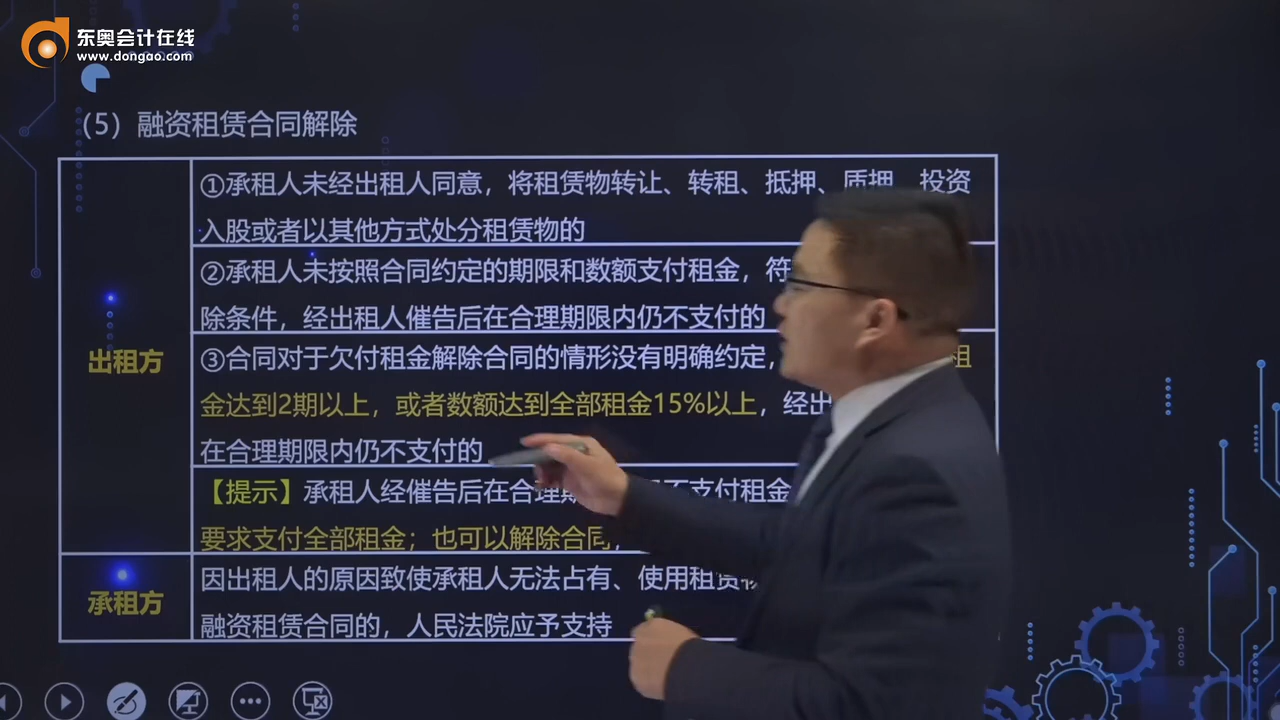 东奥会计在线
www.dongao.com
（5）融资租赁合同解除
出租方
①承租人未经出租人同意，将租赁物转让、转租、抵押、质押、投资
入股或者以其他方式处分租赁物的
②承租人未按照合同约定的期限和数额支付租金，符
除条件，经出租人催告后在合理期限内仍不支付的
③合同对于欠付租金解除合同的情形没有明确约定，租
金达到2期以上，或者数额达到全部租金15%以上，经出
在合理期限内仍不支付的
【提示】承租人经催告后在合理 不支付租金
要求支付全部租金；也可以解除合同，
承租方
因出租人的原因致使承租人无法占有、使用租赁物
融资租赁合同的，人民法院应予支持